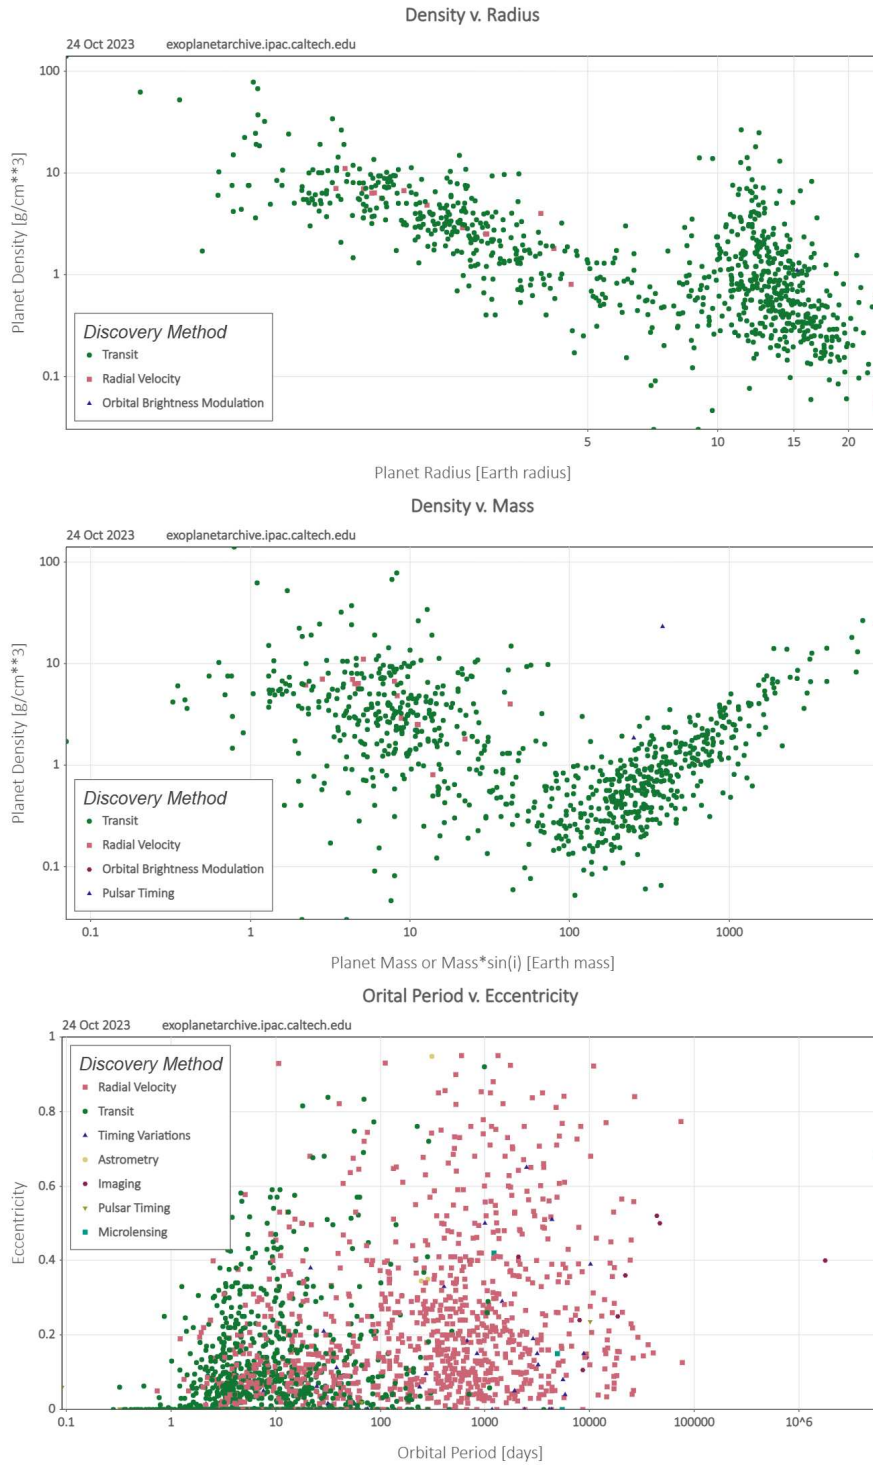 Density v. Radius
24 Oct 2023 exoplanetarchive.ipac.caltech.edu
100
10
1
0.1
Planet Density [g/cm**3]
Discovery Method
Transit
Radial Velocity
Orbital Brightness Modulation
5 10 15 20
Planet Radius [Earth radius]
Density v. Mass
24 Oct 2023 exoplanetarchive.ipac.caltech.edu
100
10
1
0.1
Planet Density [g/cm**3]
Discovery Method
Transit
Radial Velocity
Orbital Brightness Modulation
Pulsar Timing
0.1 1 10 100 1000
Planet Mass or Mass*sin(i) [Earth mass]
Orital Period v. Eccentricity
24 Oct 2023 exoplanetarchive.ipac.caltech.edu
1
0.8
0.6
0.4
0.2
0
Eccentricity
Discovery Method
Radial Velocity
Transit
Timing Variations
Astrometry
Imaging
Pulsar Timing
Microlensing
0.1 1 10 100 1000 10000 100000 10^6
Orbital Period [days]